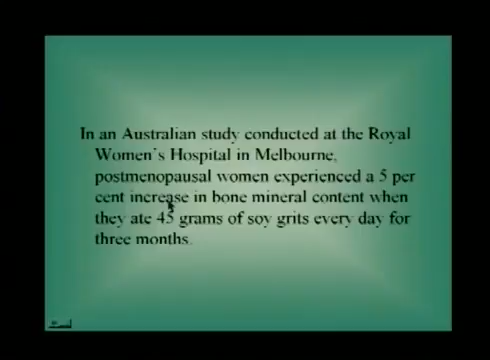 In an Australian study conducted at the Royal
Women's Hospital in Melbourne,
postmenopausal women experienced a 5 per
cent increase in bone mineral content when
they ate 45 grams of soy grits every day for
three months.